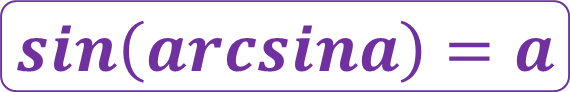 sin(arcsina) = a